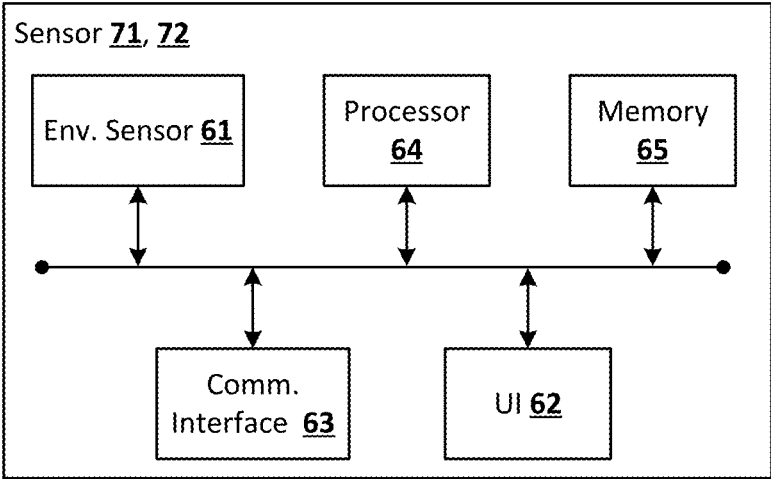 Sensor 71, 72
Env. Sensor 61
Processor
64
Memory
65
Comm.
Interface 63
UI 62